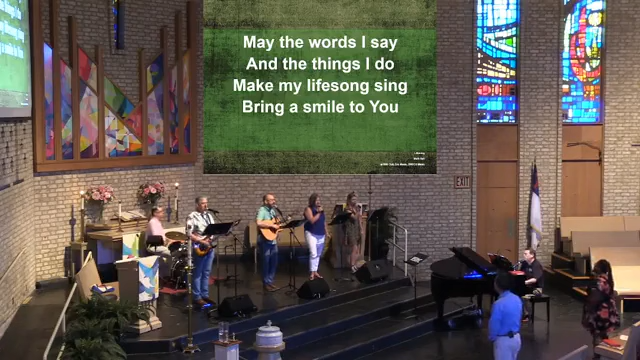 May the words I say
And the things I do
Make my lifesong sing
Bring a smile to You
EXIT